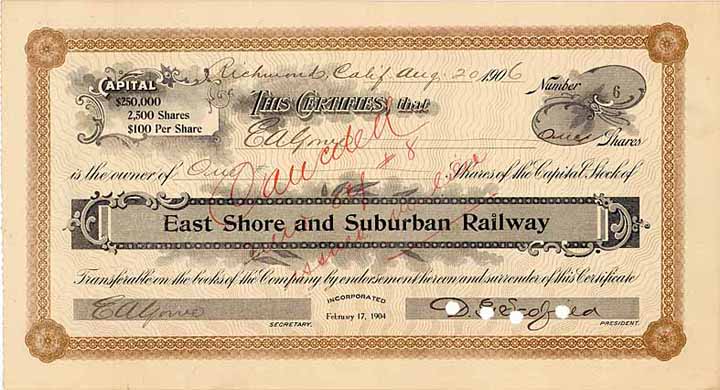 Richmond, Calif. Aug. 20 1906
CAPITAL
$250,000
2,500 Shares
$100 Per Share
Number 6
THIS CERTIFIES, that
One Shares
is the owner of One Shares of the Capital Stock of
East Shore and Suburban Railway
Transferable on the books of the Company by endorsement hereon and surrender of this Certificate
INCORPORATED
February 17, 1904
SECRETARY.
PRESIDENT.